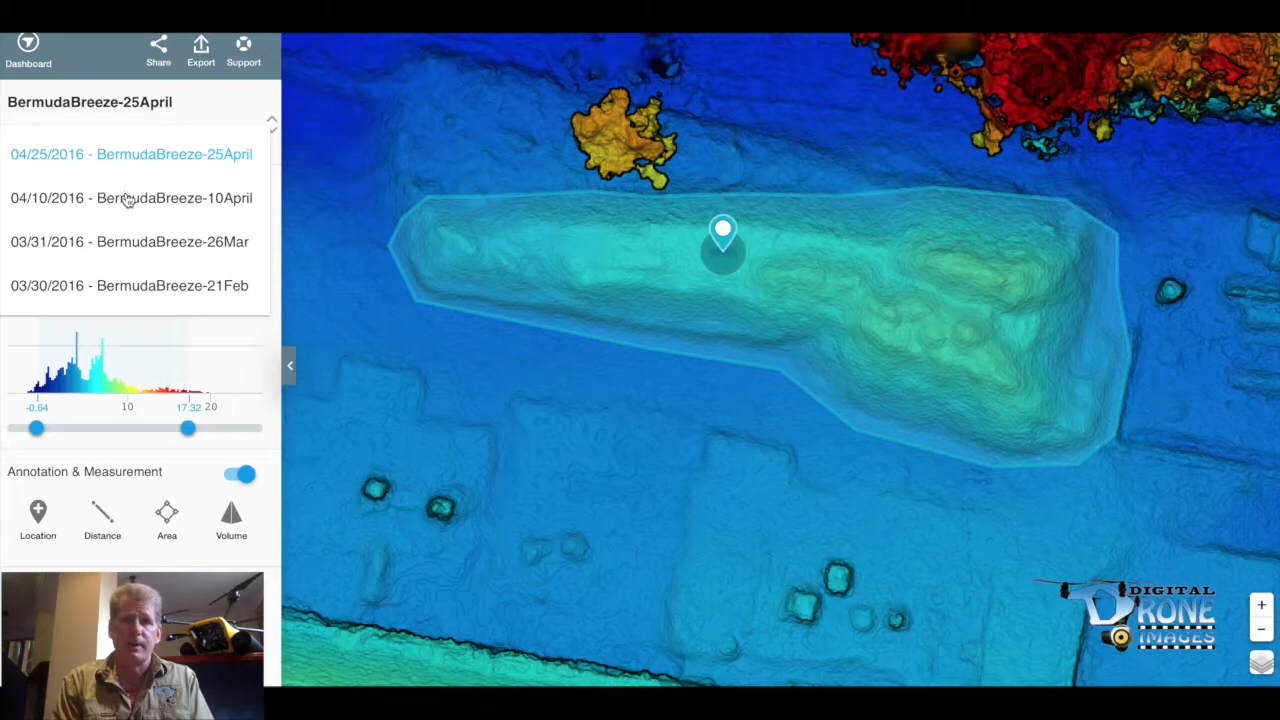 Dashboard
Share
Export
Support
BermudaBreeze-25April
04/25/2016 - BermudaBreeze-25April
04/10/2016 - BermudaBreeze-10April
03/31/2016 - BermudaBreeze-26Mar
03/30/2016 - BermudaBreeze-21Feb
-0.64
10
17.32
20
Annotation & Measurement
Location
Distance
Area
Volume
DIGITAL
DRONE
IMAGES
+
−